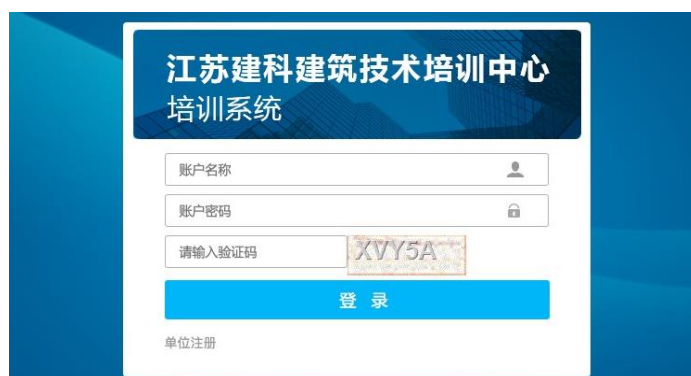 江苏建科建筑技术培训中心
培训系统
账户名称
账户密码
请输入验证码 XVY5A
登 录
单位注册